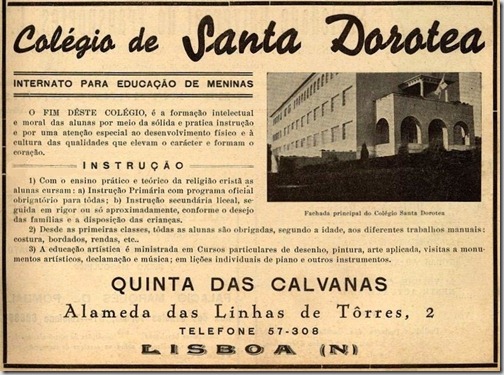 Colégio de Santa Dorotea
INTERNATO PARA EDUCAÇÃO DE MENINAS
O FIM DÊSTE COLÉGIO, é a formação intelectual
e moral das alunas por meio da sólida e pratica instrução
e por uma atenção especial ao desenvolvimento físico e à
cultura das qualidades que elevam o carácter e formam o
coração.
INSTRUÇÃO
1) Com o ensino prático e teórico da religião cristã as
alunas cursam: a) Instrução Primária com programa oficial
obrigatório para tôdas; b) Instrução secundária liceal, se-
guida em rigor ou só aproximadamente, conforme o desejo
das famílias e a disposição das crianças.
Fachada principal do Colégio Santa Dorotea
2) Desde as primeiras classes, tôdas as alunas são obrigadas, segundo a idade, aos diferentes trabalhos manuais;
costura, bordados, rendas, etc..
3) A educação artística é ministrada em Cursos particulares de desenho, pintura, arte aplicada, visitas a monu-
mentos artísticos, declamação e música; em lições individuais de piano e outros instrumentos.
QUINTA DAS CALVANAS
Alameda das Linhas de Tôrres, 2
TELEFONE 57-308
LISBOA (N)